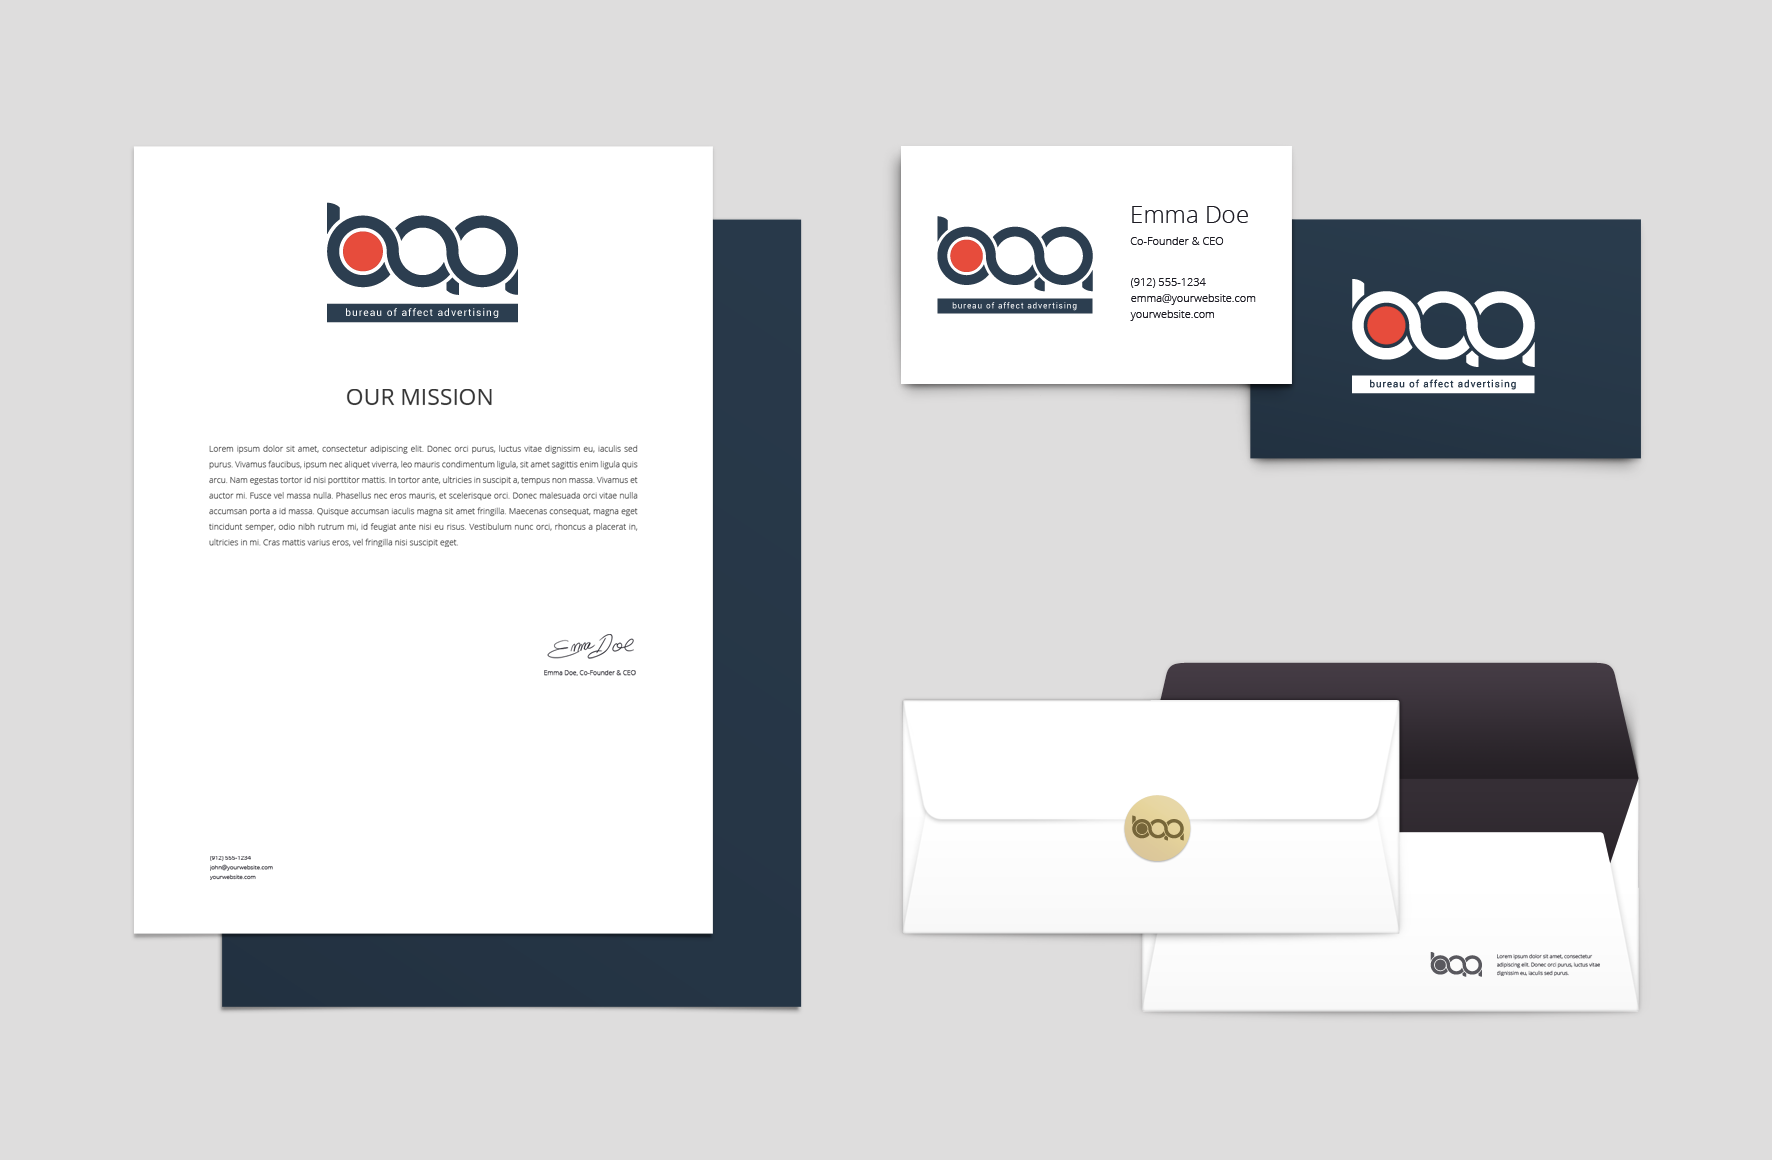 baa
bureau of affect advertising
OUR MISSION
Lorem ipsum dolor sit amet, consectetur adipiscing elit. Donec orci purus, luctus vitae dignissim eu, iaculis sed
purus. Vivamus faucibus, ipsum nec aliquet viverra, leo mauris condimentum ligula, sit amet sagittis enim ligula quis
arcu. Nam egestas tortor id nisi porttitor mattis. In tortor ante, ultricies in suscipit a, tempus non massa. Vivamus et
auctor mi. Fusce vel massa nulla. Phasellus nec eros mauris, et scelerisque orci. Donec malesuada orci vitae nulla
accumsan porta a id massa. Quisque accumsan iaculis magna sit amet fringilla. Maecenas consequat, magna eget
tincidunt semper, odio nibh rutrum mi, id feugiat ante nisi eu risus. Vestibulum nunc orci, rhoncus a placerat in,
ultricies in mi. Cras mattis varius eros, vel fringilla nisi suscipit eget.
Emma Doe
Emma Doe, Co-Founder & CEO
(912) 555-1234
john@yourwebsite.com
yourwebsite.com
baa
bureau of affect advertising
Emma Doe
Co-Founder & CEO
(912) 555-1234
emma@yourwebsite.com
yourwebsite.com
baa
bureau of affect advertising
baa
baa
Lorem ipsum dolor sit amet, consectetur
adipiscing elit. Donec orci purus, luctus vitae
dignissim eu, iaculis sed purus.